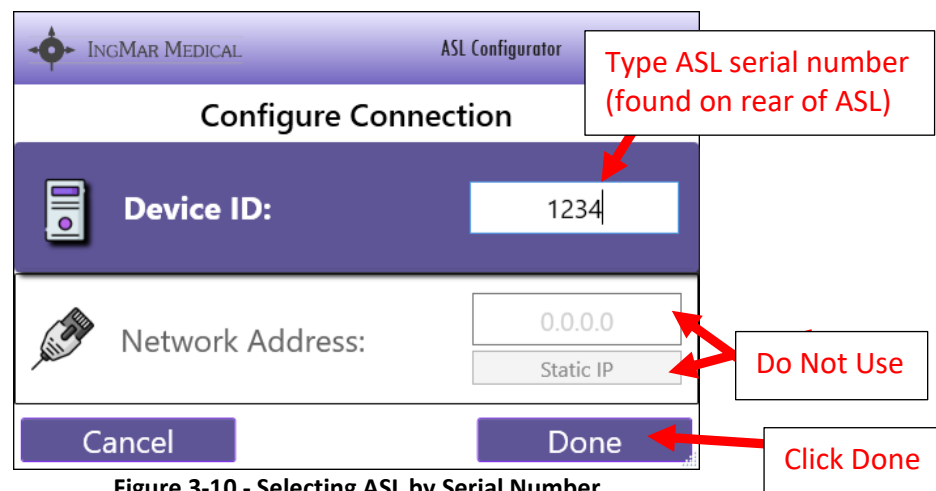 INGMAR MEDICAL
ASL Configurator
Type ASL serial number
(found on rear of ASL)
Configure Connection
Device ID:
1234
Network Address:
0.0.0.0
Static IP
Do Not Use
Cancel
Done
Click Done
Figure 3-10 - Selecting ASL by Serial Number